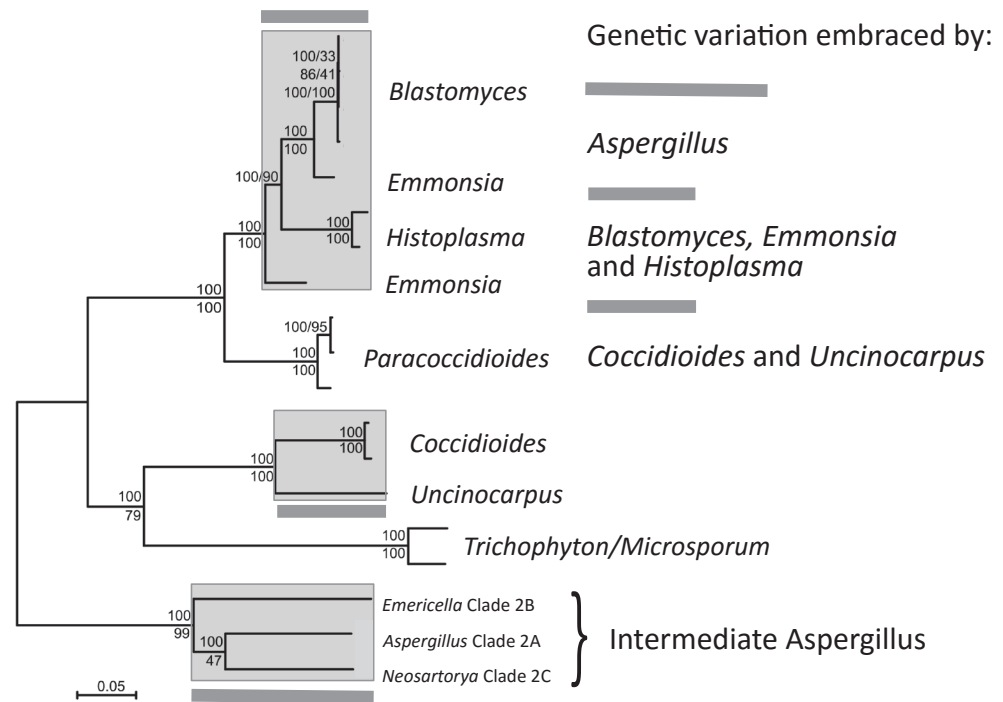 Genetic variation embraced by:
Aspergillus
Blastomyces, Emmonsia
and Histoplasma
Coccidioides and Uncinocarpus
100/33
86/41
100/100
Blastomyces
100
100
Emmonsia
100/90
100
100
Histoplasma
100
100
Emmonsia
100
100
100/95
100
100
Paracoccidioides
100
100
Coccidioides
100
100
Uncinocarpus
100
79
100
100
Trichophyton/Microsporum
Emericella Clade 2B
100
99
100
47
Aspergillus Clade 2A
Neosartorya Clade 2C
Intermediate Aspergillus
0.05